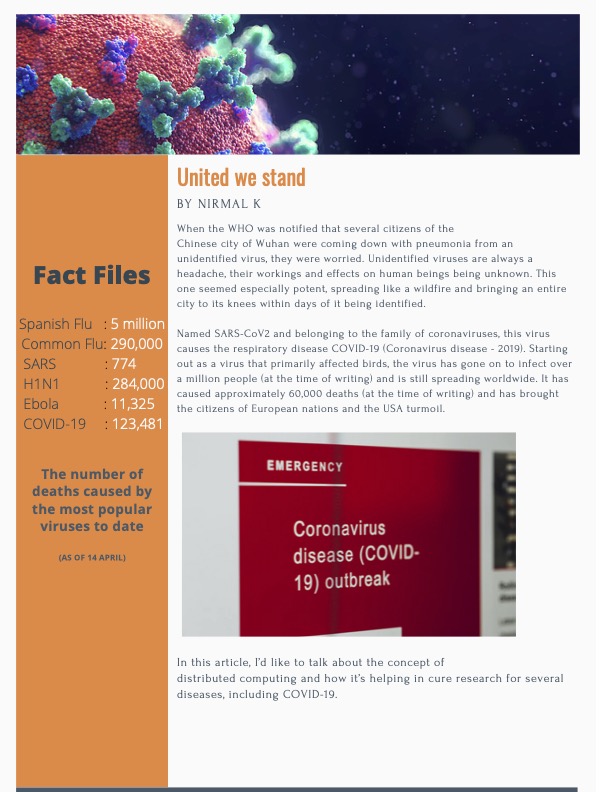 United we stand
BY NIRMAL K
When the WHO was notified that several citizens of the
Chinese city of Wuhan were coming down with pneumonia from an
unidentified virus, they were worried. Unidentified viruses are always a
headache, their workings and effects on human beings being unknown. This
one seemed especially potent, spreading like a wildfire and bringing an entire
city to its knees within days of it being identified.
Named SARS-CoV2 and belonging to the family of coronaviruses, this virus
causes the respiratory disease COVID-19 (Coronavirus disease - 2019). Starting
out as a virus that primarily affected birds, the virus has gone on to infect over
a million people (at the time of writing) and is still spreading worldwide. It has
caused approximately 60,000 deaths (at the time of writing) and has brought
the citizens of European nations and the USA turmoil.
EMERGENCY
Coronavirus
disease (COVID-
19) outbreak
In this article, I'd like to talk about the concept of
distributed computing and how it's helping in cure research for several
diseases, including COVID-19.
Fact Files
Spanish Flu : 5 million
Common Flu: 290,000
SARS : 774
H1N1 : 284,000
Ebola : 11,325
COVID-19 : 123,481
The number of
deaths caused by
the most popular
viruses to date
(AS OF 14 APRIL)